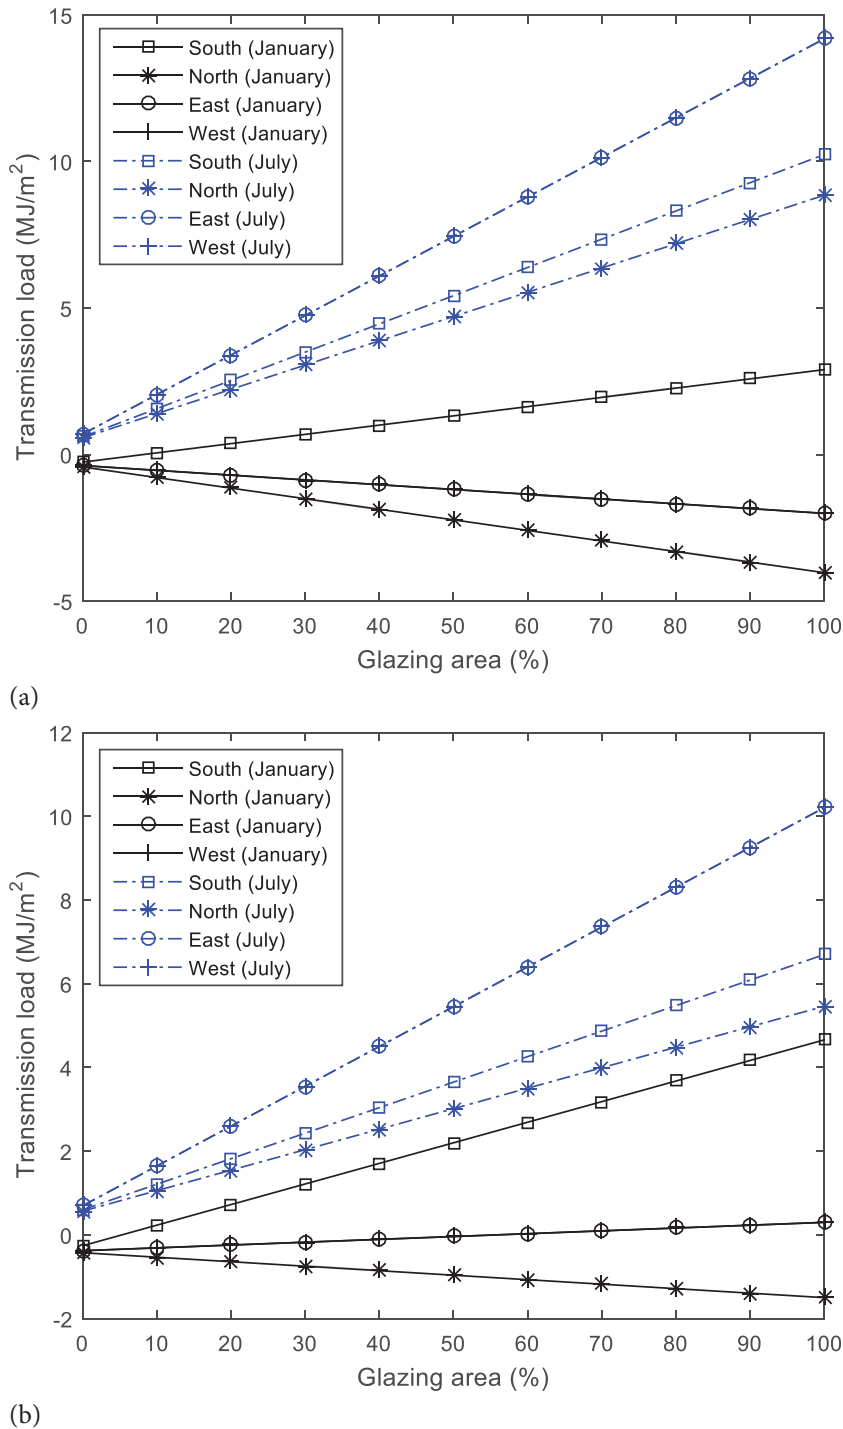 15
10
5
0
-5
Transmission load (MJ/m²)
South (January)
North (January)
East (January)
West (January)
South (July)
North (July)
East (July)
West (July)
0 10 20 30 40 50 60 70 80 90 100
Glazing area (%)
(a)
12
10
8
6
4
2
0
-2
Transmission load (MJ/m²)
South (January)
North (January)
East (January)
West (January)
South (July)
North (July)
East (July)
West (July)
0 10 20 30 40 50 60 70 80 90 100
Glazing area (%)
(b)